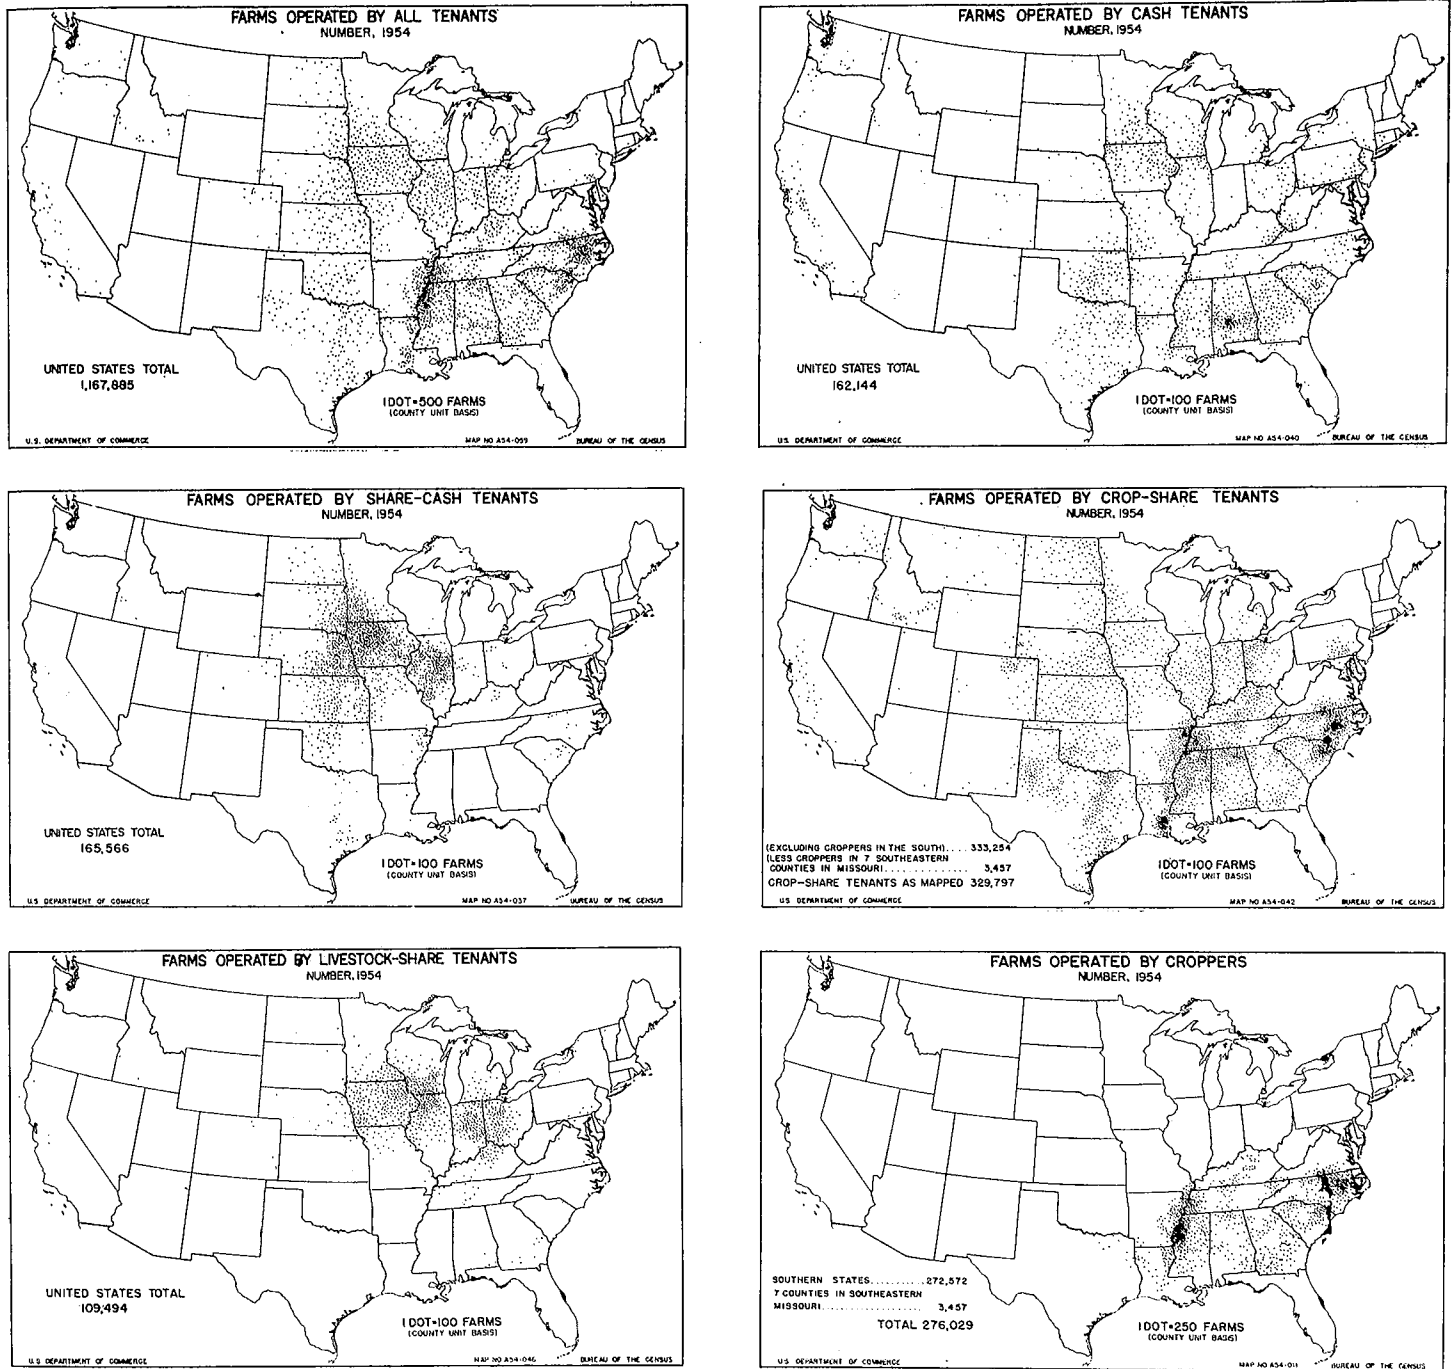 FARMS OPERATED BY ALL TENANTS
NUMBER, 1954
UNITED STATES TOTAL
1,167,885
1 DOT=500 FARMS
(COUNTY UNIT BASIS)
U.S. DEPARTMENT OF COMMERCE
MAP NO A54-059
BUREAU OF THE CENSUS
FARMS OPERATED BY CASH TENANTS
NUMBER, 1954
UNITED STATES TOTAL
162,144
1 DOT=100 FARMS
(COUNTY UNIT BASIS)
U.S. DEPARTMENT OF COMMERCE
MAP NO A54-040
BUREAU OF THE CENSUS
FARMS OPERATED BY SHARE-CASH TENANTS
NUMBER, 1954
UNITED STATES TOTAL
165,566
1 DOT=100 FARMS
(COUNTY UNIT BASIS)
U.S. DEPARTMENT OF COMMERCE
MAP NO A54-037
BUREAU OF THE CENSUS
FARMS OPERATED BY CROP-SHARE TENANTS
NUMBER, 1954
(EXCLUDING CROPPERS IN THE SOUTH).... 333,254
(LESS CROPPERS IN 7 SOUTHEASTERN
COUNTIES IN MISSOURI.............. 3,457
CROP-SHARE TENANTS AS MAPPED 329,797
1 DOT=100 FARMS
(COUNTY UNIT BASIS)
U.S. DEPARTMENT OF COMMERCE
MAP NO A54-042
BUREAU OF THE CENSUS
FARMS OPERATED BY LIVESTOCK-SHARE TENANTS
NUMBER, 1954
UNITED STATES TOTAL
109,494
1 DOT=100 FARMS
(COUNTY UNIT BASIS)
U.S. DEPARTMENT OF COMMERCE
MAP NO A54-046
BUREAU OF THE CENSUS
FARMS OPERATED BY CROPPERS
NUMBER, 1954
SOUTHERN STATES..........272,572
7 COUNTIES IN SOUTHEASTERN
MISSOURI.................. 3,457
TOTAL 276,029
1 DOT=250 FARMS
(COUNTY UNIT BASIS)
U.S. DEPARTMENT OF COMMERCE
MAP NO A54-011
BUREAU OF THE CENSUS